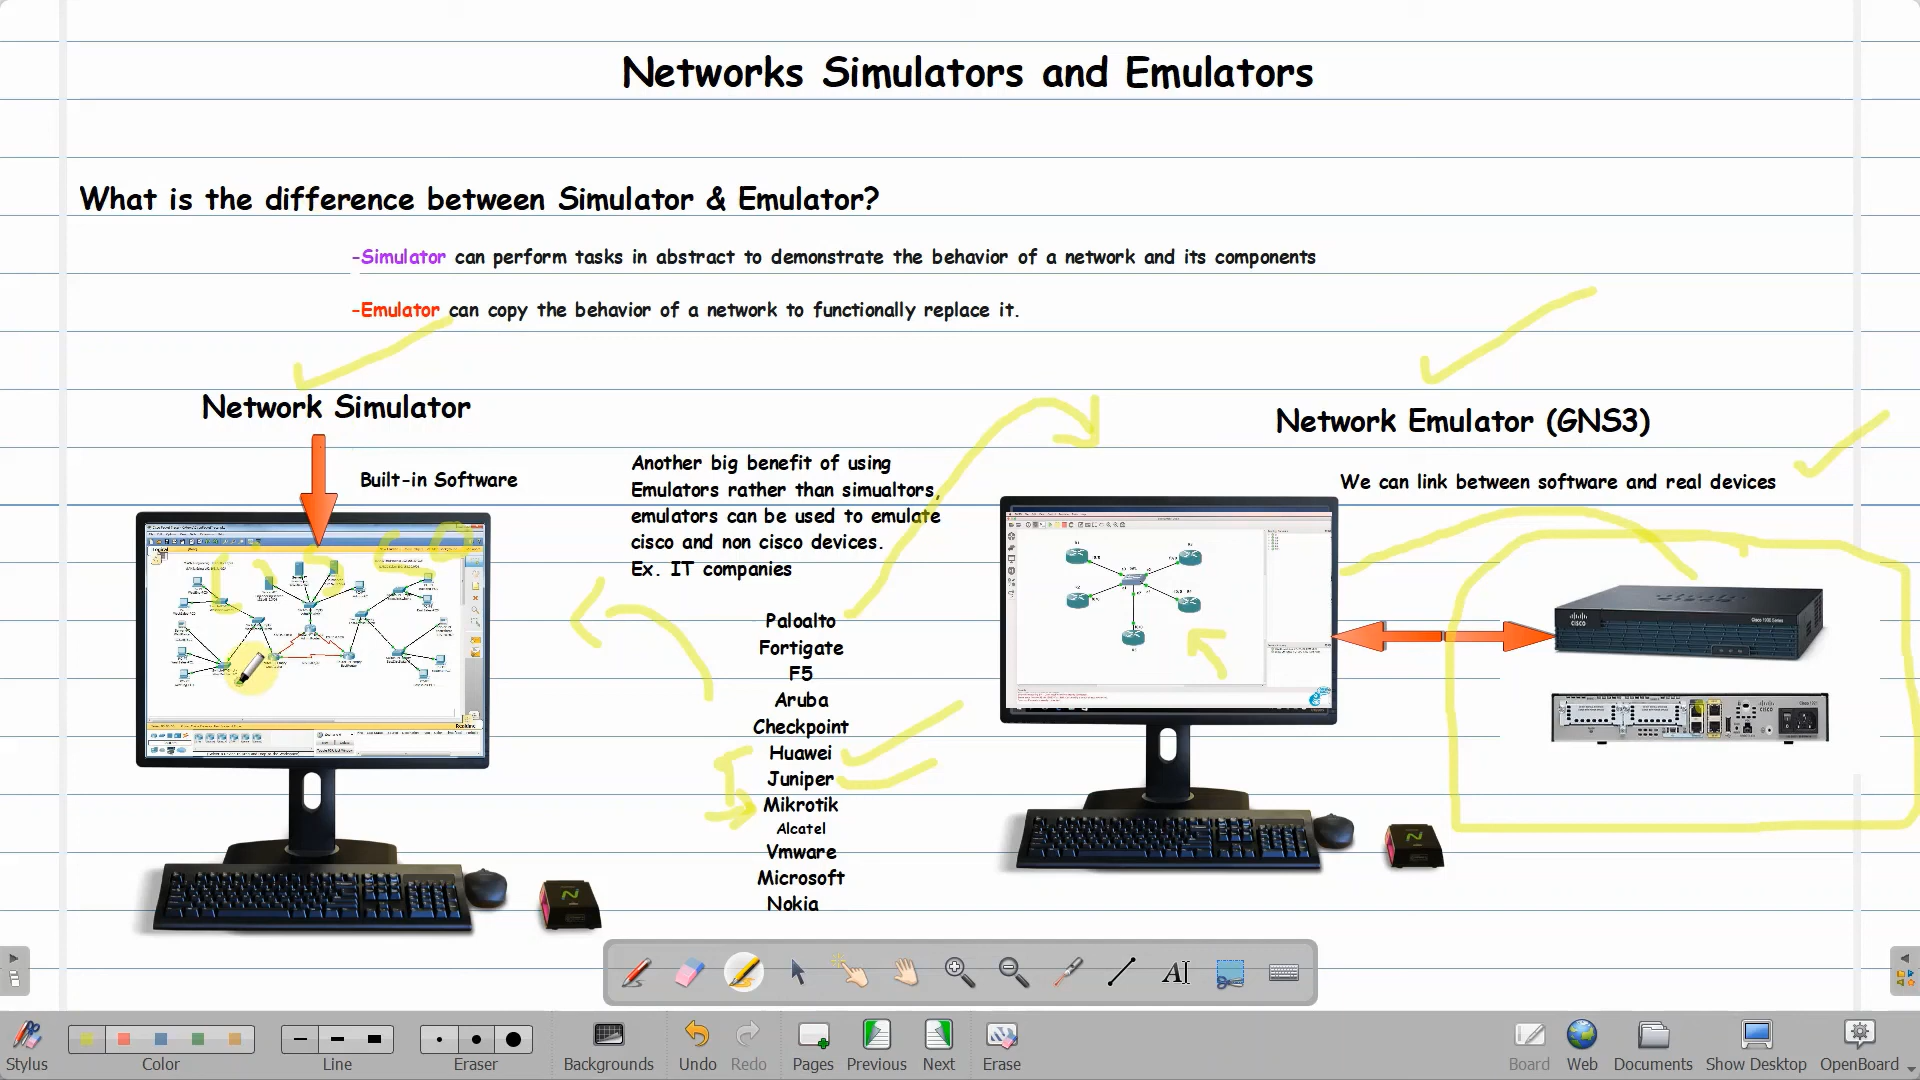 Networks Simulators and Emulators
What is the difference between Simulator & Emulator?
-Simulator can perform tasks in abstract to demonstrate the behavior of a network and its components
-Emulator can copy the behavior of a network to functionally replace it.
Network Simulator
Built-in Software
Another big benefit of using
Emulators rather than simualtors,
emulators can be used to emulate
cisco and non cisco devices.
Ex. IT companies
Paloalto
Fortigate
F5
Aruba
Checkpoint
Huawei
Juniper
Mikrotik
Alcatel
Vmware
Microsoft
Nokia
Network Emulator (GNS3)
We can link between software and real devices
CISCO
Cisco 1900 Series
CISCO
Stylus
Color
Line
Eraser
Backgrounds
Undo
Redo
Pages
Previous
Next
Erase
Board
Web
Documents
Show Desktop
OpenBoard